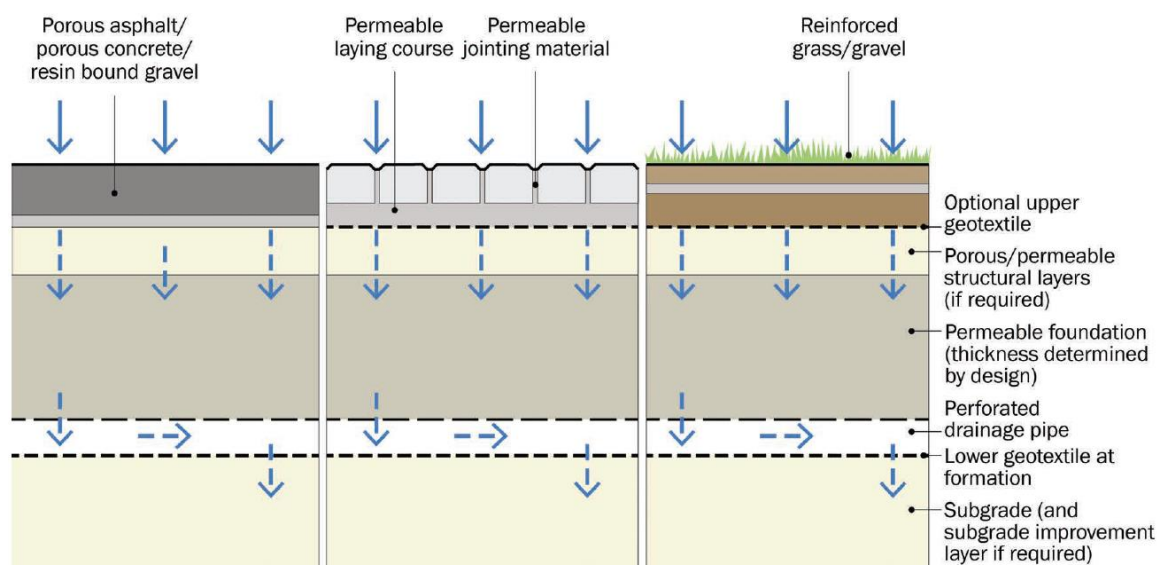 Porous asphalt/
porous concrete/
resin bound gravel
Permeable
laying course
Permeable
jointing material
Reinforced
grass/gravel
Optional upper
geotextile
Porous/permeable
structural layers
(if required)
Permeable foundation
(thickness determined
by design)
Perforated
drainage pipe
Lower geotextile at
formation
Subgrade (and
subgrade improvement
layer if required)